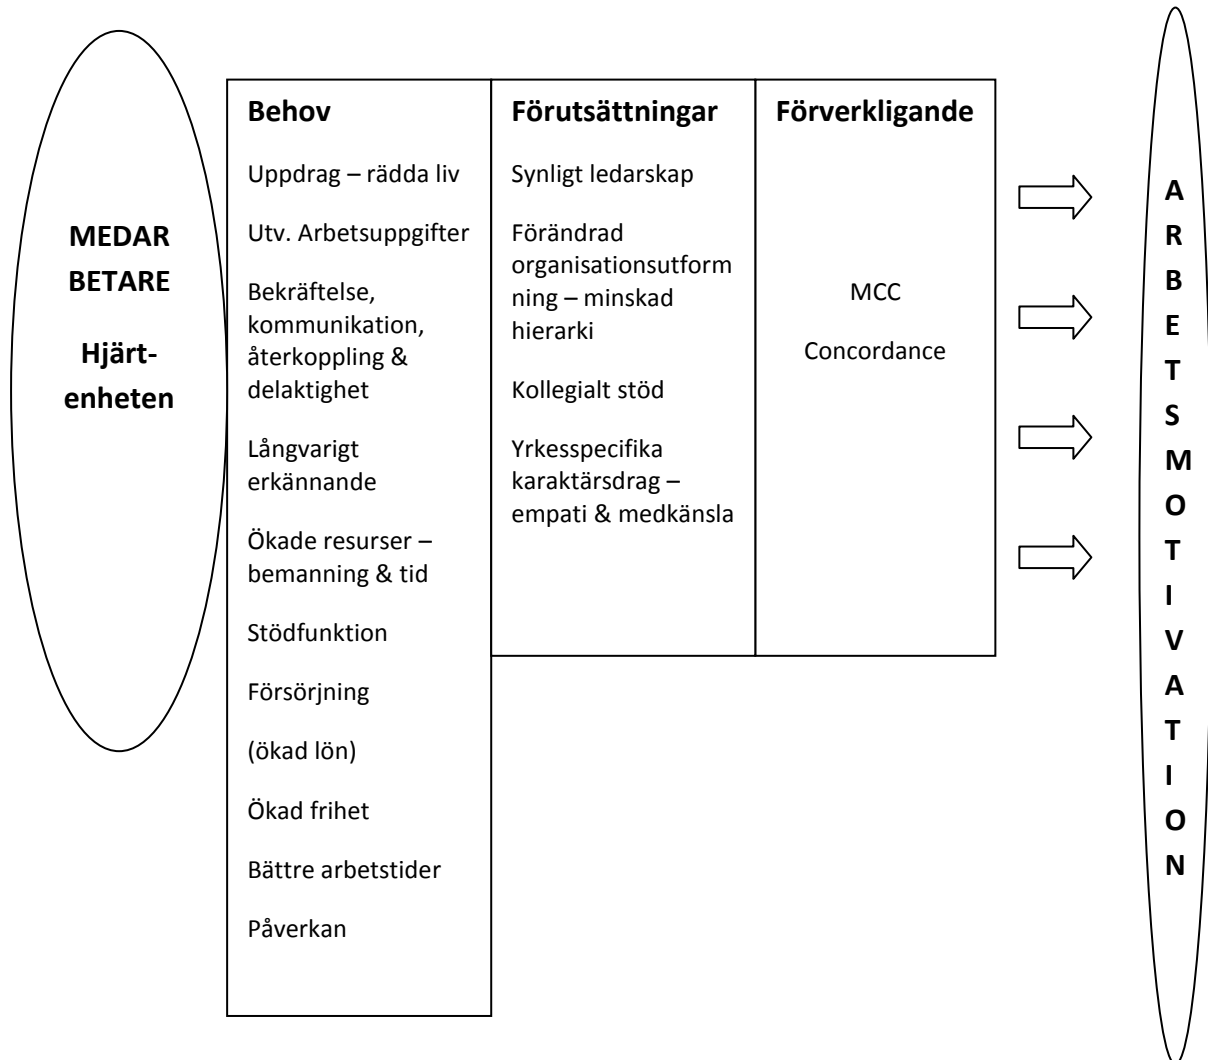 MEDAR
BETARE
Hjärt-
enheten
Behov
Uppdrag – rädda liv
Utv. Arbetsuppgifter
Bekräftelse,
kommunikation,
återkoppling &
delaktighet
Långvarigt
erkännande
Ökade resurser –
bemanning & tid
Stödfunktion
Försörjning
(ökad lön)
Ökad frihet
Bättre arbetstider
Påverkan
Förutsättningar
Synligt ledarskap
Förändrad
organisationsutform
ning – minskad
hierarki
Kollegialt stöd
Yrkesspecifika
karaktärsdrag –
empati & medkänsla
Förverkligande
MCC
Concordance
A
R
B
E
T
S
M
O
T
I
V
A
T
I
O
N